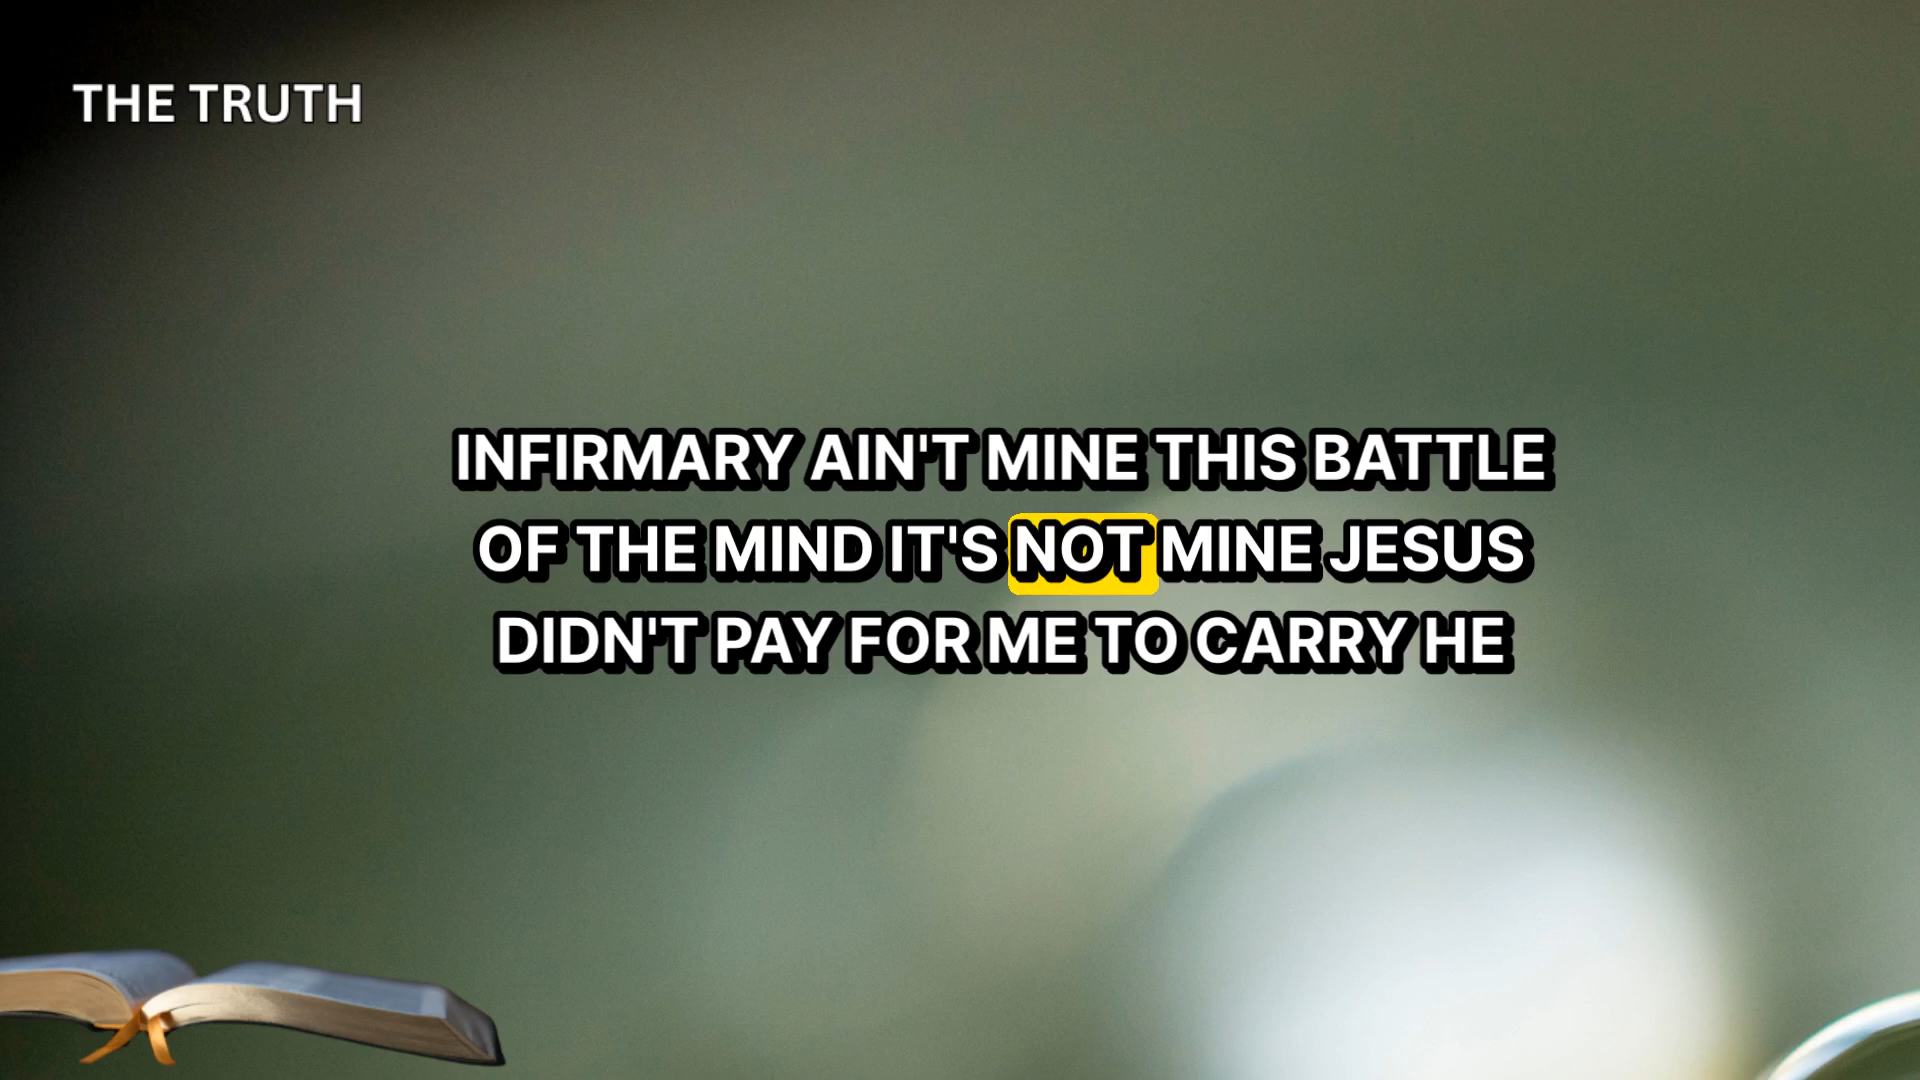 THE TRUTH
INFIRMARY AIN'T MINE THIS BATTLE
OF THE MIND IT'S NOT MINE JESUS
DIDN'T PAY FOR ME TO CARRY HE